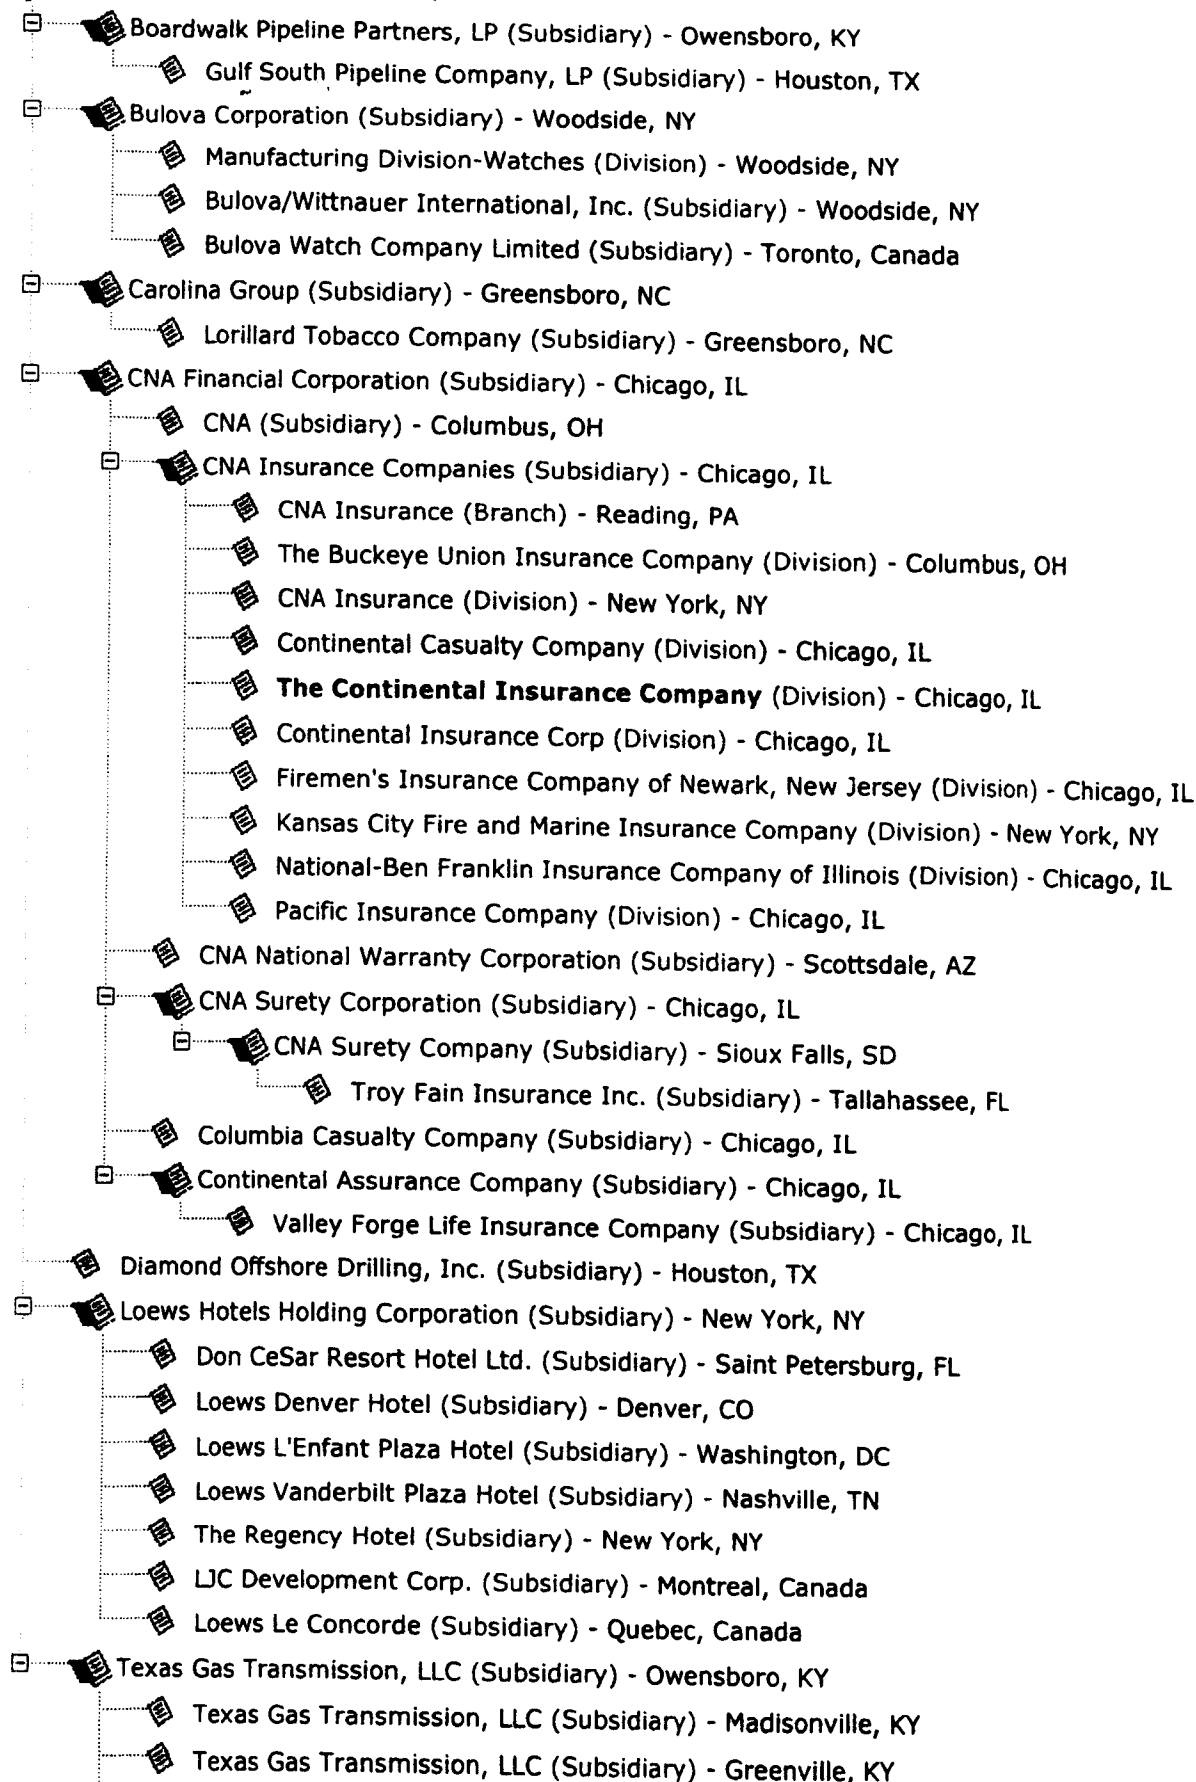 Boardwalk Pipeline Partners, LP (Subsidiary) - Owensboro, KY
Gulf South Pipeline Company, LP (Subsidiary) - Houston, TX
Bulova Corporation (Subsidiary) - Woodside, NY
Manufacturing Division-Watches (Division) - Woodside, NY
Bulova/Wittnauer International, Inc. (Subsidiary) - Woodside, NY
Bulova Watch Company Limited (Subsidiary) - Toronto, Canada
Carolina Group (Subsidiary) - Greensboro, NC
Lorillard Tobacco Company (Subsidiary) - Greensboro, NC
CNA Financial Corporation (Subsidiary) - Chicago, IL
CNA (Subsidiary) - Columbus, OH
CNA Insurance Companies (Subsidiary) - Chicago, IL
CNA Insurance (Branch) - Reading, PA
The Buckeye Union Insurance Company (Division) - Columbus, OH
CNA Insurance (Division) - New York, NY
Continental Casualty Company (Division) - Chicago, IL
The Continental Insurance Company (Division) - Chicago, IL
Continental Insurance Corp (Division) - Chicago, IL
Firemen's Insurance Company of Newark, New Jersey (Division) - Chicago, IL
Kansas City Fire and Marine Insurance Company (Division) - New York, NY
National-Ben Franklin Insurance Company of Illinois (Division) - Chicago, IL
Pacific Insurance Company (Division) - Chicago, IL
CNA National Warranty Corporation (Subsidiary) - Scottsdale, AZ
CNA Surety Corporation (Subsidiary) - Chicago, IL
CNA Surety Company (Subsidiary) - Sioux Falls, SD
Troy Fain Insurance Inc. (Subsidiary) - Tallahassee, FL
Columbia Casualty Company (Subsidiary) - Chicago, IL
Continental Assurance Company (Subsidiary) - Chicago, IL
Valley Forge Life Insurance Company (Subsidiary) - Chicago, IL
Diamond Offshore Drilling, Inc. (Subsidiary) - Houston, TX
Loews Hotels Holding Corporation (Subsidiary) - New York, NY
Don CeSar Resort Hotel Ltd. (Subsidiary) - Saint Petersburg, FL
Loews Denver Hotel (Subsidiary) - Denver, CO
Loews L'Enfant Plaza Hotel (Subsidiary) - Washington, DC
Loews Vanderbilt Plaza Hotel (Subsidiary) - Nashville, TN
The Regency Hotel (Subsidiary) - New York, NY
LJC Development Corp. (Subsidiary) - Montreal, Canada
Loews Le Concorde (Subsidiary) - Quebec, Canada
Texas Gas Transmission, LLC (Subsidiary) - Owensboro, KY
Texas Gas Transmission, LLC (Subsidiary) - Madisonville, KY
Texas Gas Transmission, LLC (Subsidiary) - Greenville, KY